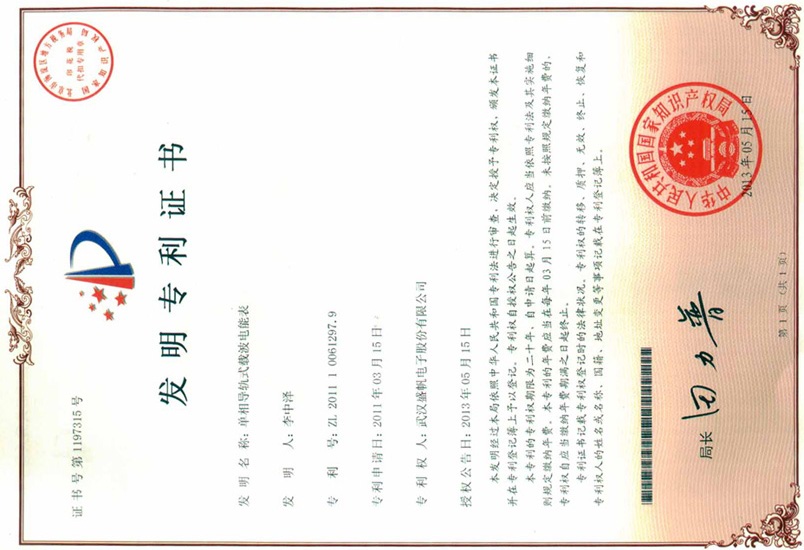 证书号第1197315号
发明专利证书
发明名称:单相导轨式载波电能表
发明人:李中泽
专利号:ZL 2011 1 0061297.9
专利申请日:2011年03月15日
专利权人:武汉盛帆电子股份有限公司
授权公告日:2013年05月15日
本发明经过本局依照中华人民共和国专利法进行审查,决定授予专利权,颁发本证书
并在专利登记簿上予以登记。专利权自授权公告之日起生效。
本专利的专利权期限为二十年,自申请日起算。专利权人应当依照专利法及其实施细
则规定缴纳年费。本专利的年费应当在每年03月15日前缴纳。未按照规定缴纳年费的,
专利权自应当缴纳年费期满之日起终止。
专利证书记载专利权登记时的法律状况。专利权的转移、质押、无效、终止、恢复和
专利权人的姓名或名称、国籍、地址变更等事项记载在专利登记簿上。
局长
田力普
中华人民共和国国家知识产权局
2013年05月15日
第1页(共1页)